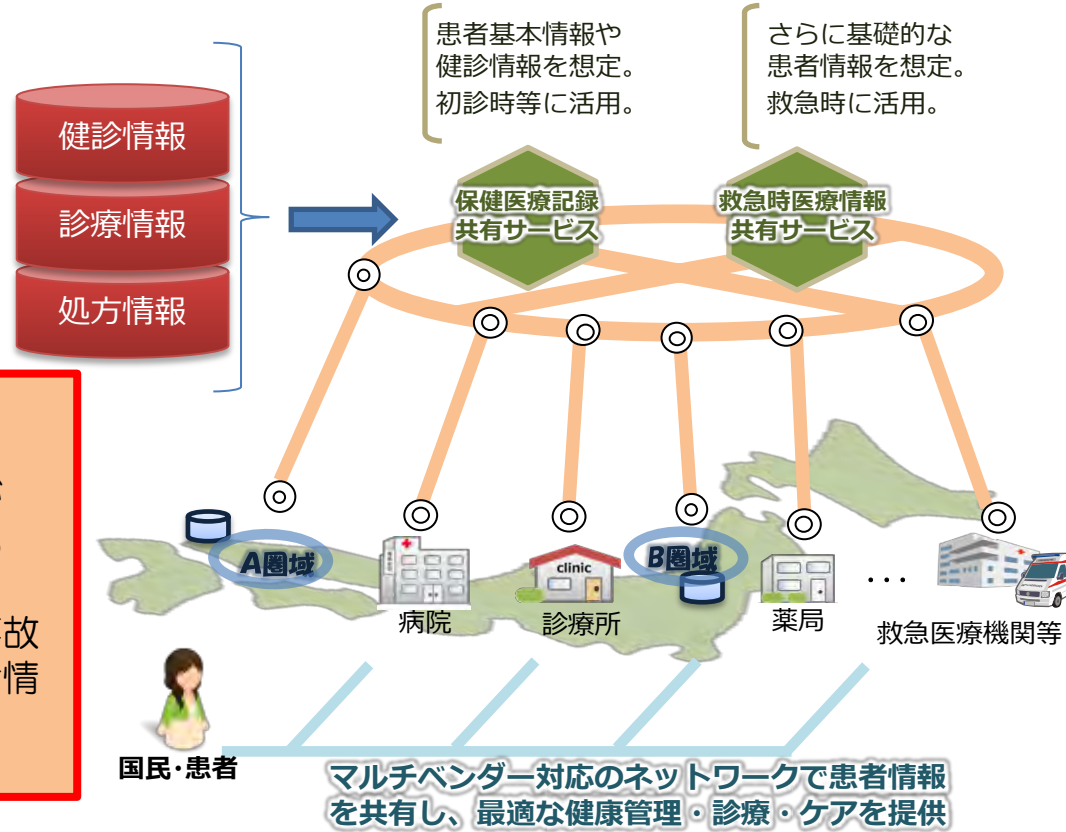 患者基本情報や
健診情報を想定。
初診時等に活用。
さらに基礎的な
患者情報を想定。
救急時に活用。
健診情報
診療情報
処方情報
保健医療記録
共有サービス
救急時医療情報
共有サービス
故
情
A圏域
病院
clinic
診療所
B圏域
薬局
…
救急医療機関等
国民・患者
マルチベンダー対応のネットワークで患者情報
を共有し、最適な健康管理・診療・ケアを提供